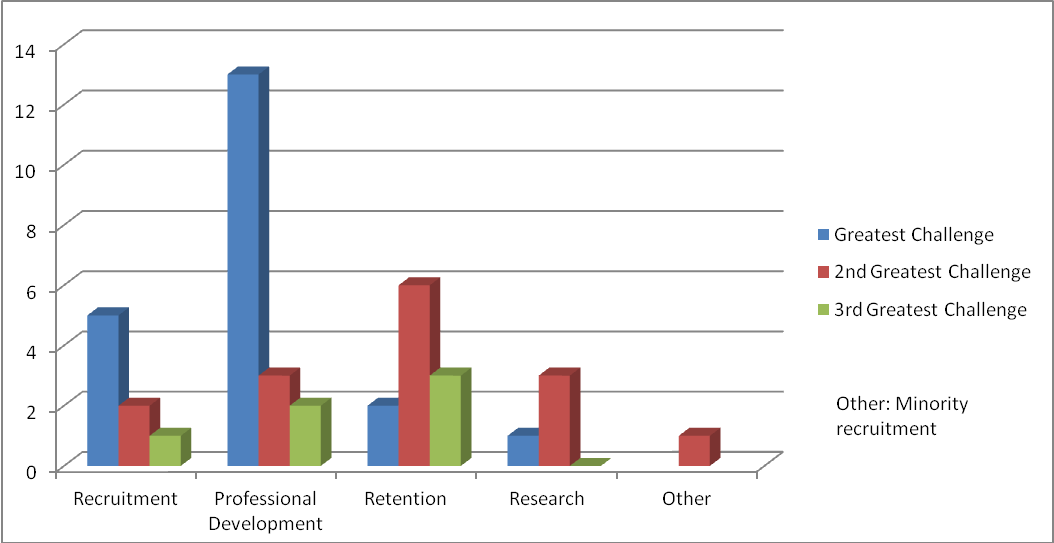 14
12
10
8
6
4
2
0
Recruitment
Professional
Development
Retention
Research
Other
Greatest Challenge
2nd Greatest Challenge
3rd Greatest Challenge
Other: Minority
recruitment